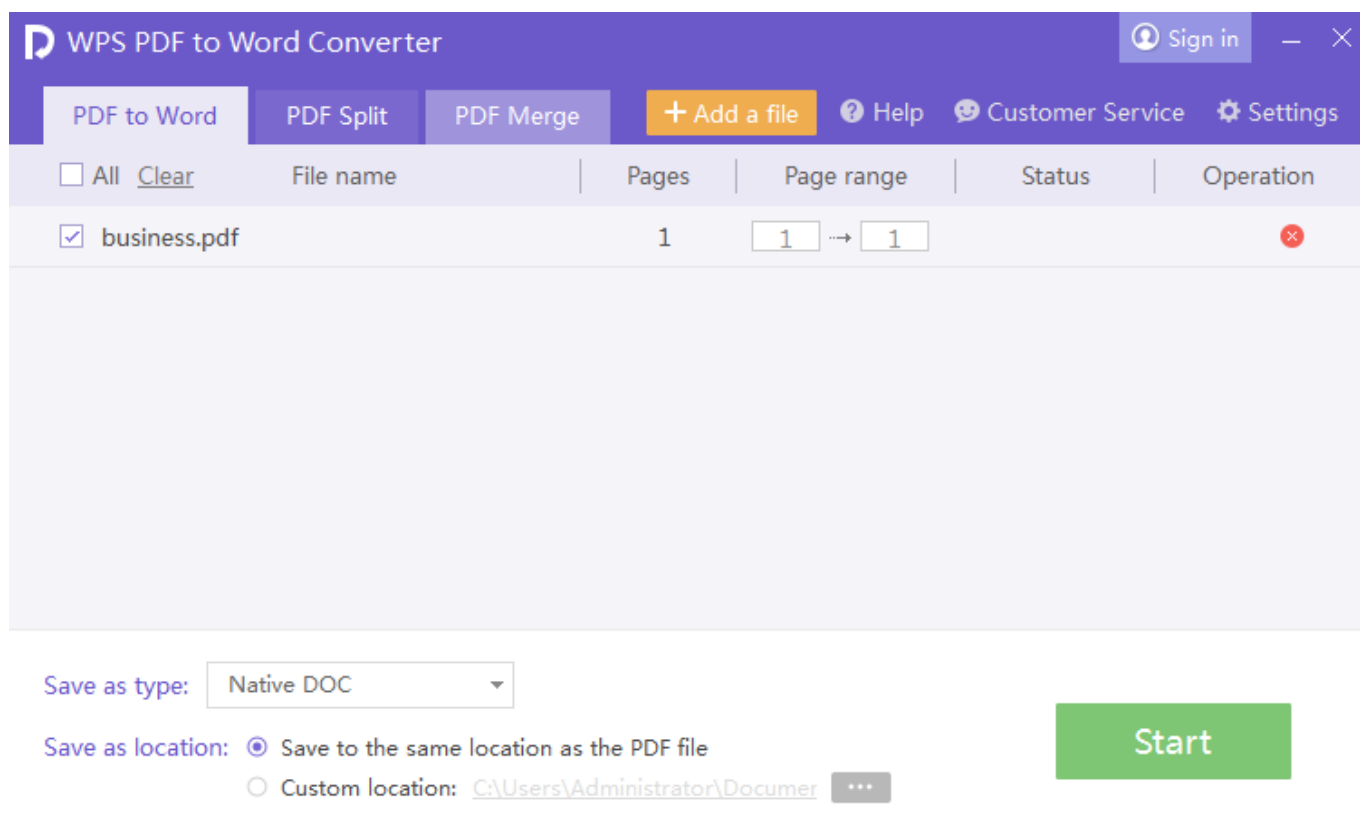 WPS PDF to Word Converter
Sign in
PDF to Word PDF Split PDF Merge + Add a file Help Customer Service Settings
All Clear File name Pages Page range Status Operation
business.pdf 1 1 1
Save as type: Native DOC
Start
Save as location: Save to the same location as the PDF file
Custom location: C:\Users\Administrator\Documer ...